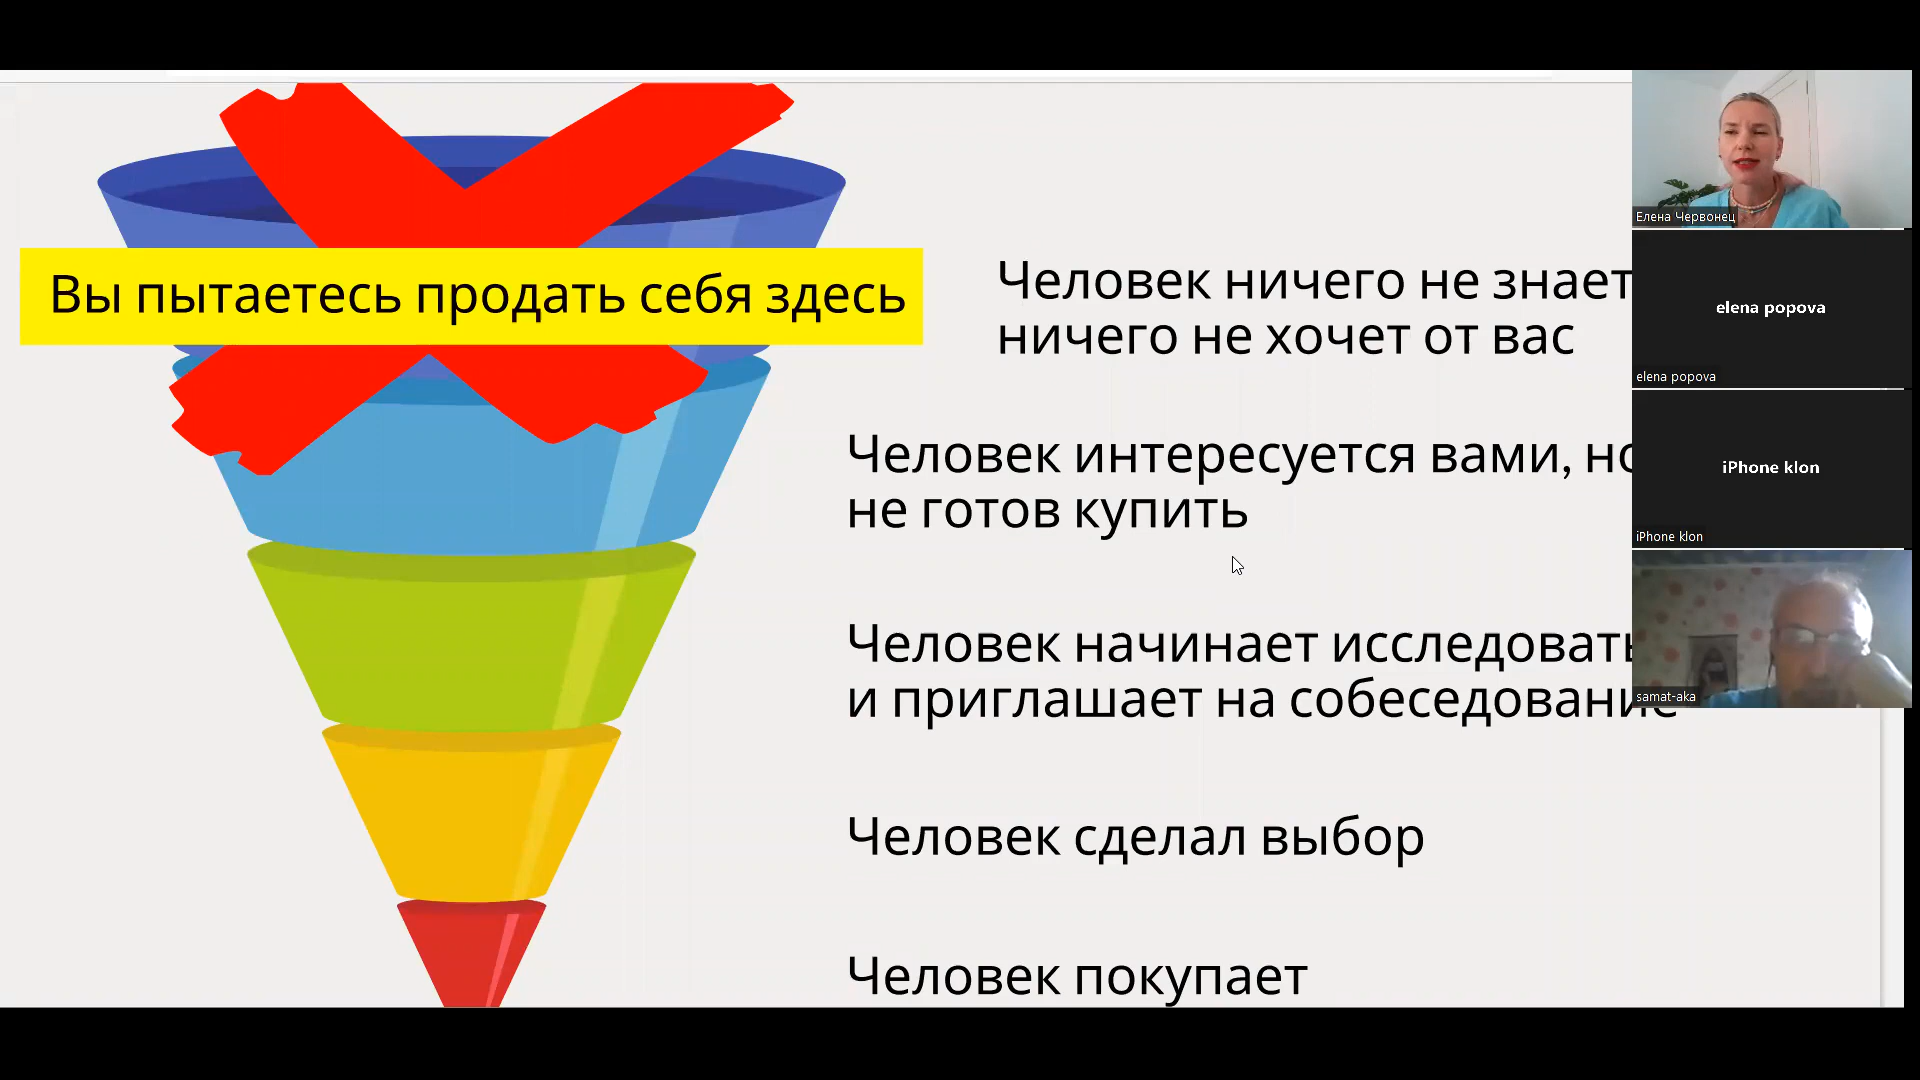 Вы пытаетесь продать себя здесь
Человек ничего не знает
ничего не хочет от вас
Человек интересуется вами, но
не готов купить
Человек начинает исследовать
и приглашает на собеседование
Человек сделал выбор
Человек покупает
Елена Червонец
elena popova
elena popova
iPhone klon
iPhone klon
samat-aka